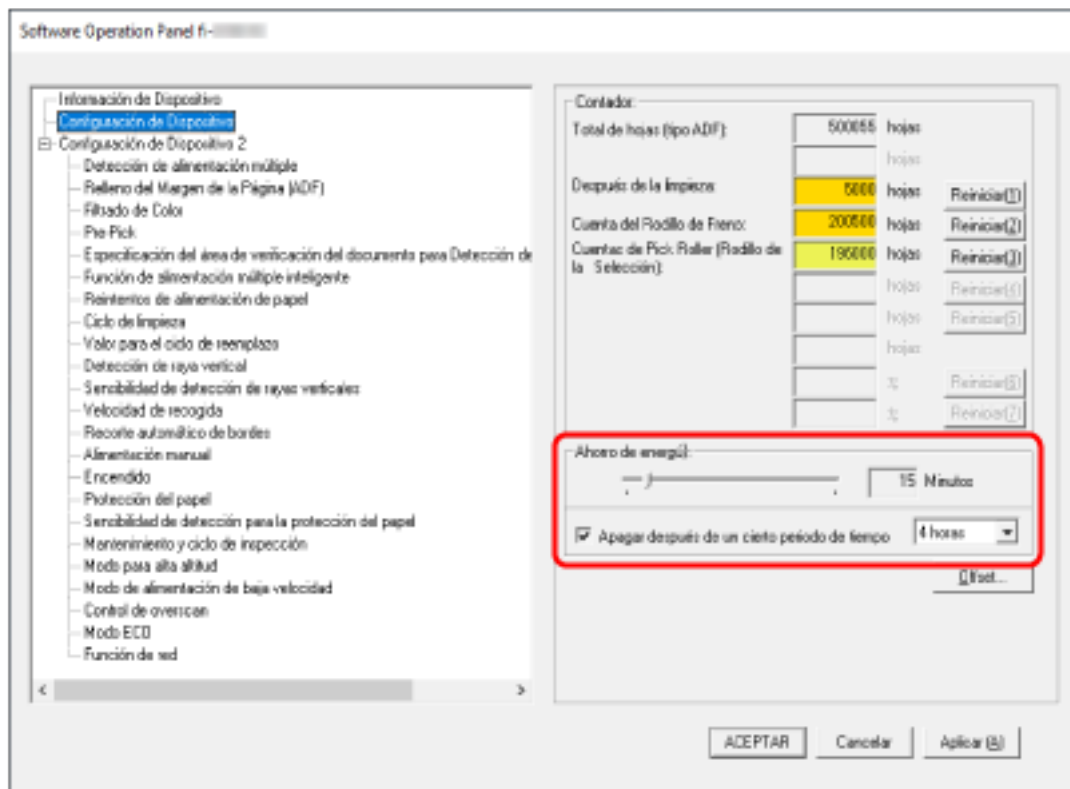 Software Operation Panel fi-
Información de Dispositivo
Configuración de Dispositivo
Configuración de Dispositivo 2
Detección de alimentación múltiple
Relleno del Margen de la Página (ADF)
Filtrado de Color
Pre-Pick
Especificación del área de verificación del documento para Detección de
Función de alimentación múltiple inteligente
Reintentos de alimentación de papel
Ciclo de limpieza
Valor para el ciclo de reemplazo
Detección de raya vertical
Sensibilidad de detección de rayas verticales
Velocidad de recogida
Recorte automático de bordes
Alimentación manual
Encendido
Protección del papel
Sensibilidad de detección para la protección del papel
Mantenimiento y ciclo de inspección
Modo para alta altitud
Modo de alimentación de baja velocidad
Control de overscan
Modo ECO
Función de red
Contador:
Total de hojas (tipo ADF): 500055 hojas
hojas
Después de la limpieza: 5000 hojas Reiniciar(1)
Cuenta del Rodillo de Freno: 200500 hojas Reiniciar(2)
Cuentas de Pick Roller (Rodillo de 196000 hojas Reiniciar(3)
la Selección):
hojas Reiniciar(4)
hojas Reiniciar(5)
hojas
% Reiniciar(6)
% Reiniciar(7)
Ahorro de
15 Minutos
Apagar después de un cierto periodo de tiempo 4 horas
Offset...
ACEPTAR Cancelar Aplicar (A)